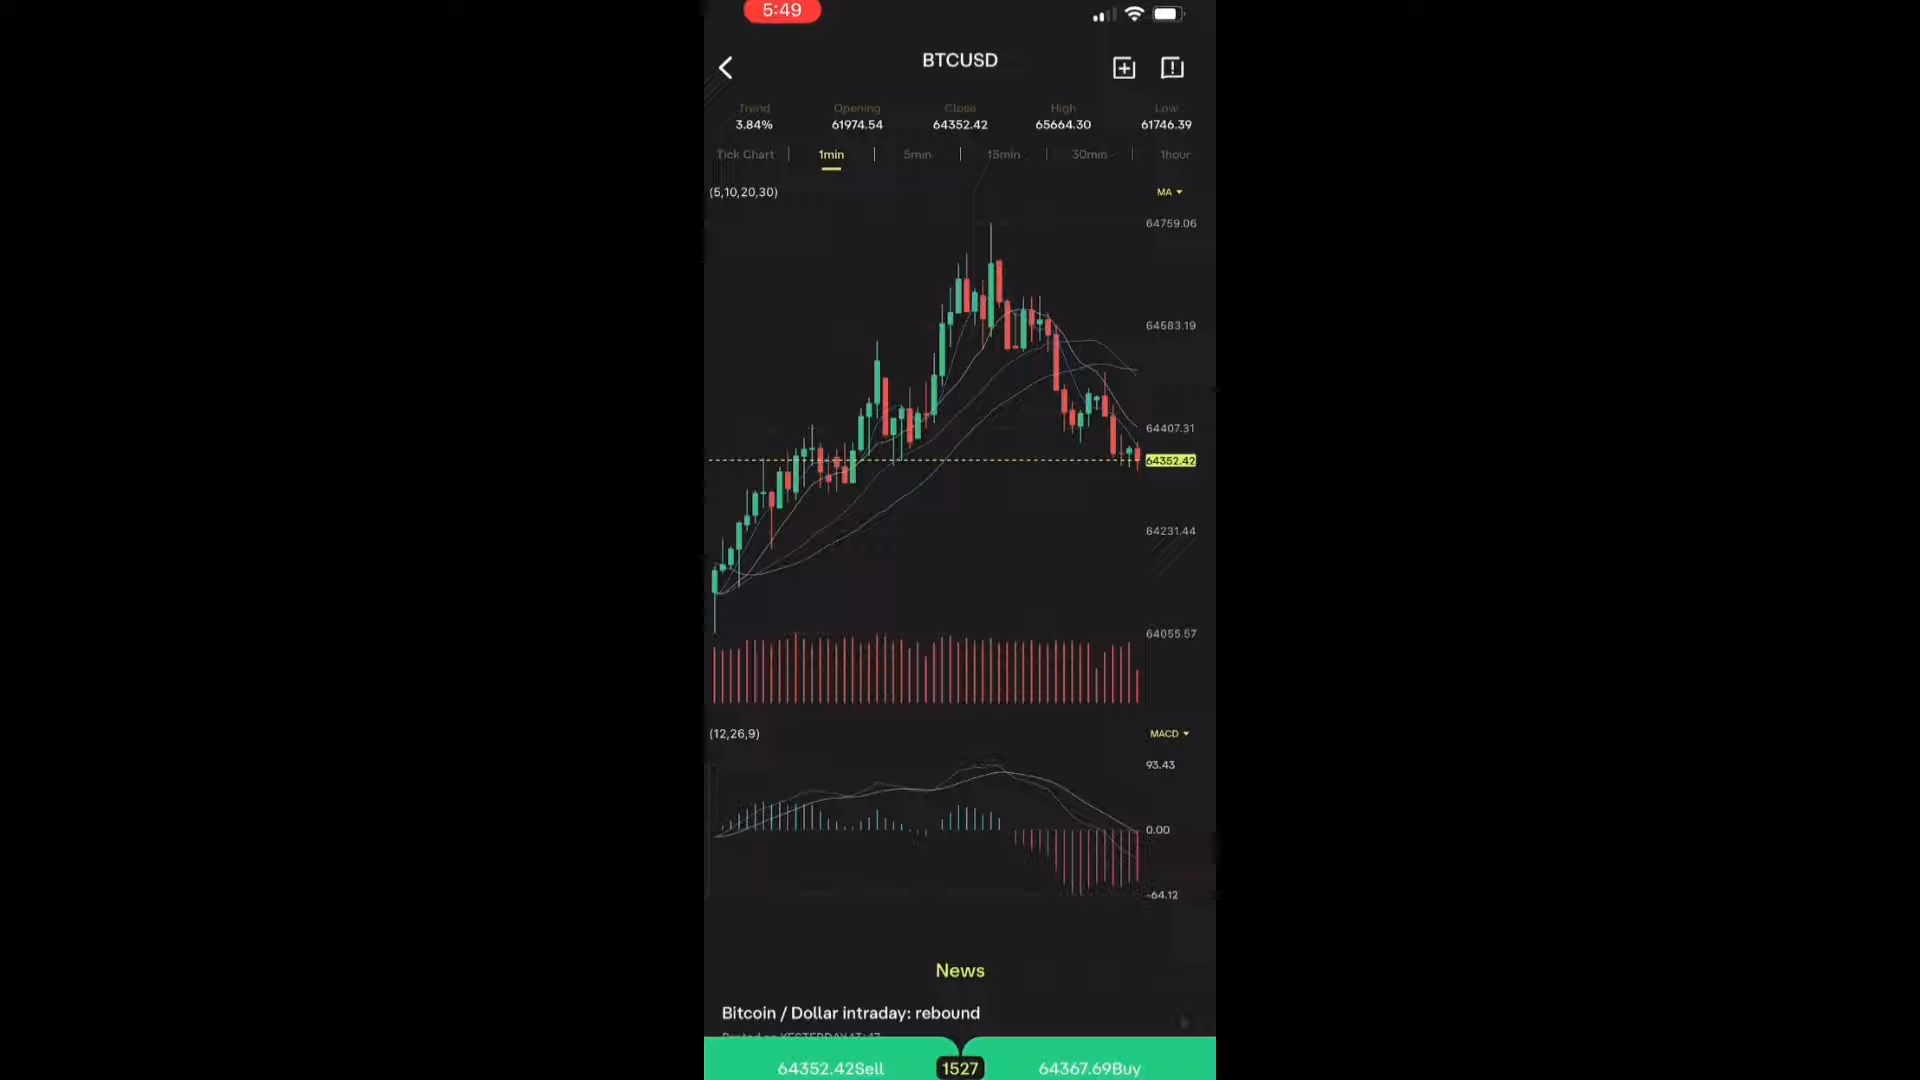 5:49
BTCUSD
Trend Opening Close High Low
3.84% 61974.54 64352.42 65664.30 61746.39
Tick Chart 1min 5min 15min 30min 1hour
(5,10,20,30) MA
64759.06
64583.19
64407.31
64352.42
64231.44
64055.57
(12,26,9) MACD
93.43
0.00
-64.12
News
Bitcoin / Dollar intraday: rebound
64352.42Sell 1527 64367.69Buy